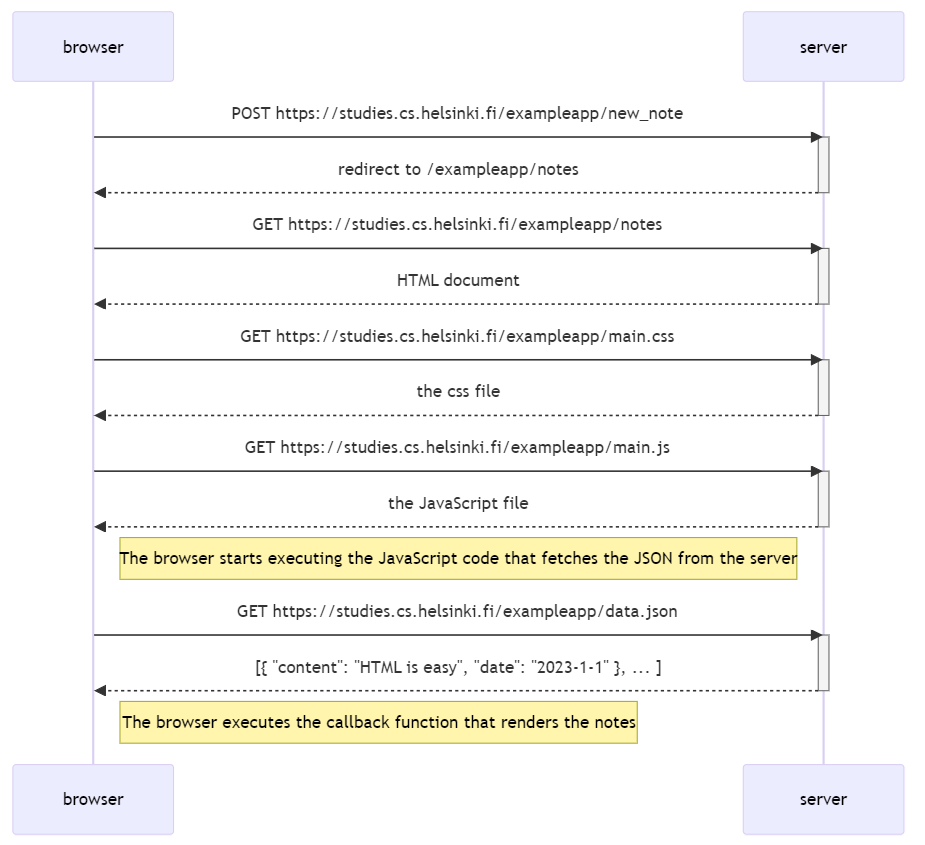 browser server
POST https://studies.cs.helsinki.fi/exampleapp/new_note
redirect to /exampleapp/notes
GET https://studies.cs.helsinki.fi/exampleapp/notes
HTML document
GET https://studies.cs.helsinki.fi/exampleapp/main.css
the css file
GET https://studies.cs.helsinki.fi/exampleapp/main.js
the JavaScript file
The browser starts executing the JavaScript code that fetches the JSON from the server
GET https://studies.cs.helsinki.fi/exampleapp/data.json
[{ "content": "HTML is easy", "date": "2023-1-1" }, ... ]
The browser executes the callback function that renders the notes
browser server